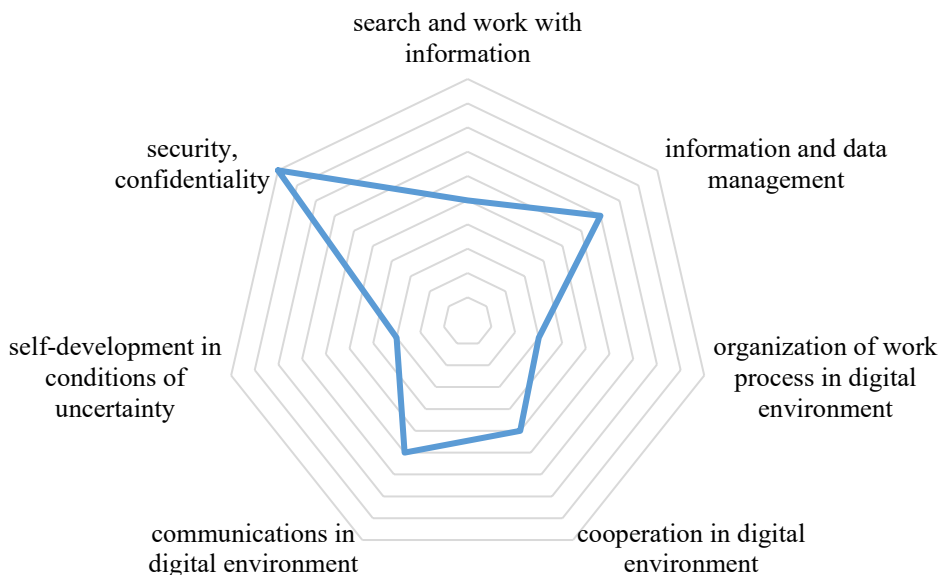 search and work with
information
information and data
management
organization of work
process in digital
environment
cooperation in digital
environment
communications in
digital environment
self-development in
conditions of
uncertainty
security,
confidentiality